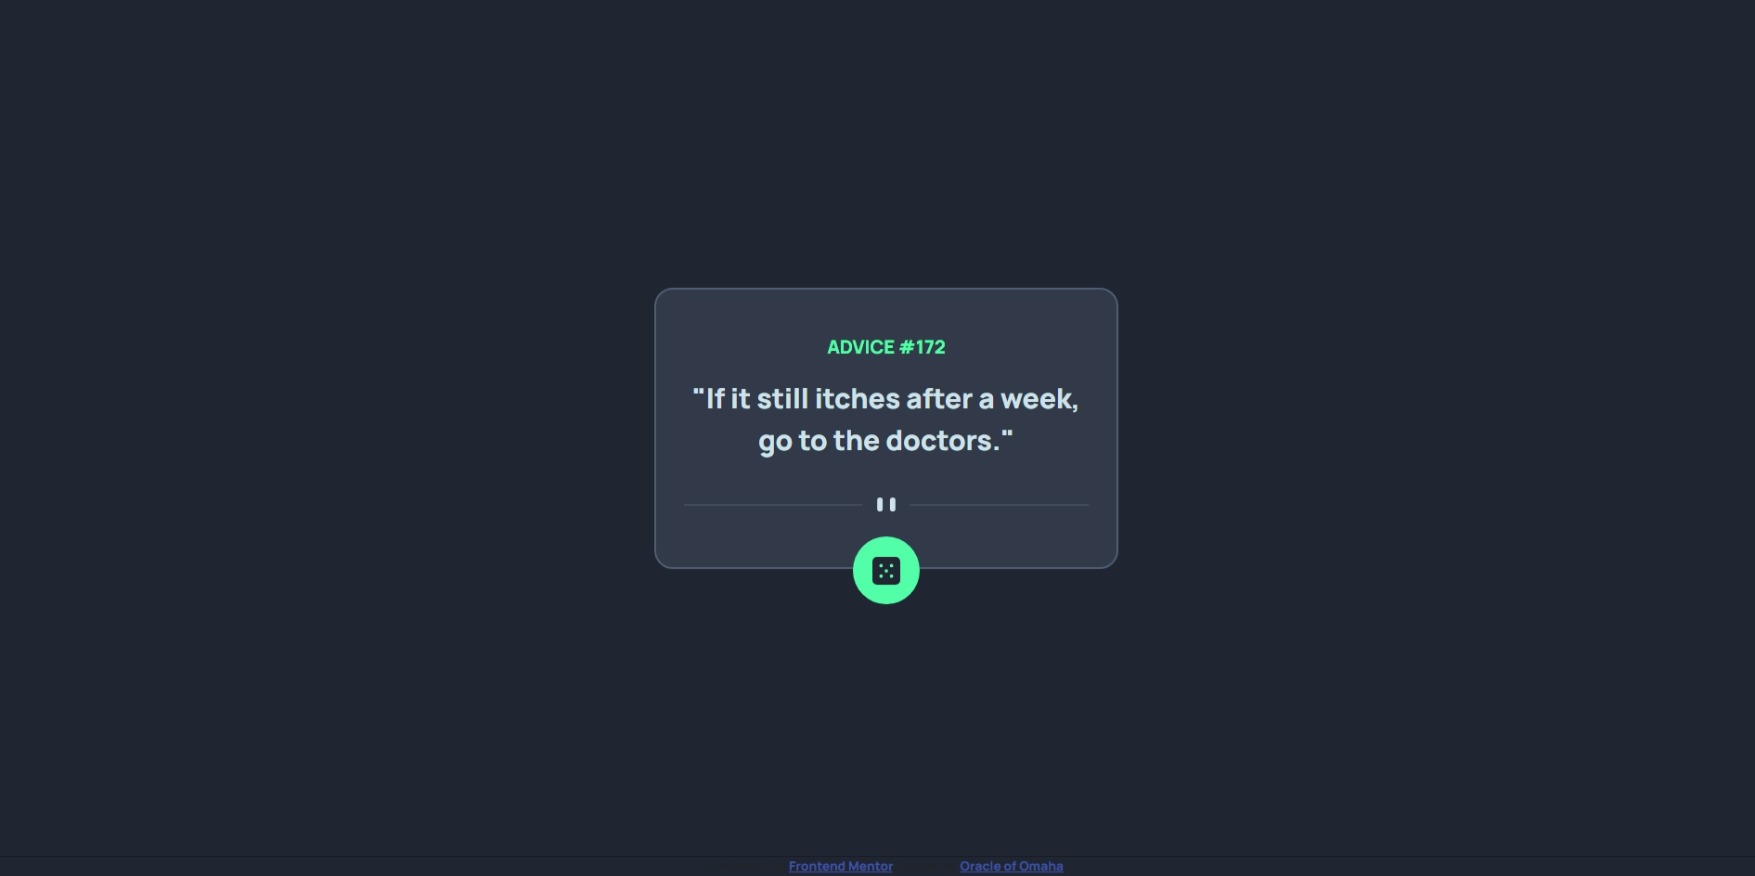 ADVICE #172
"If it still itches after a week,
go to the doctors."
Frontend Mentor Oracle of Omaha